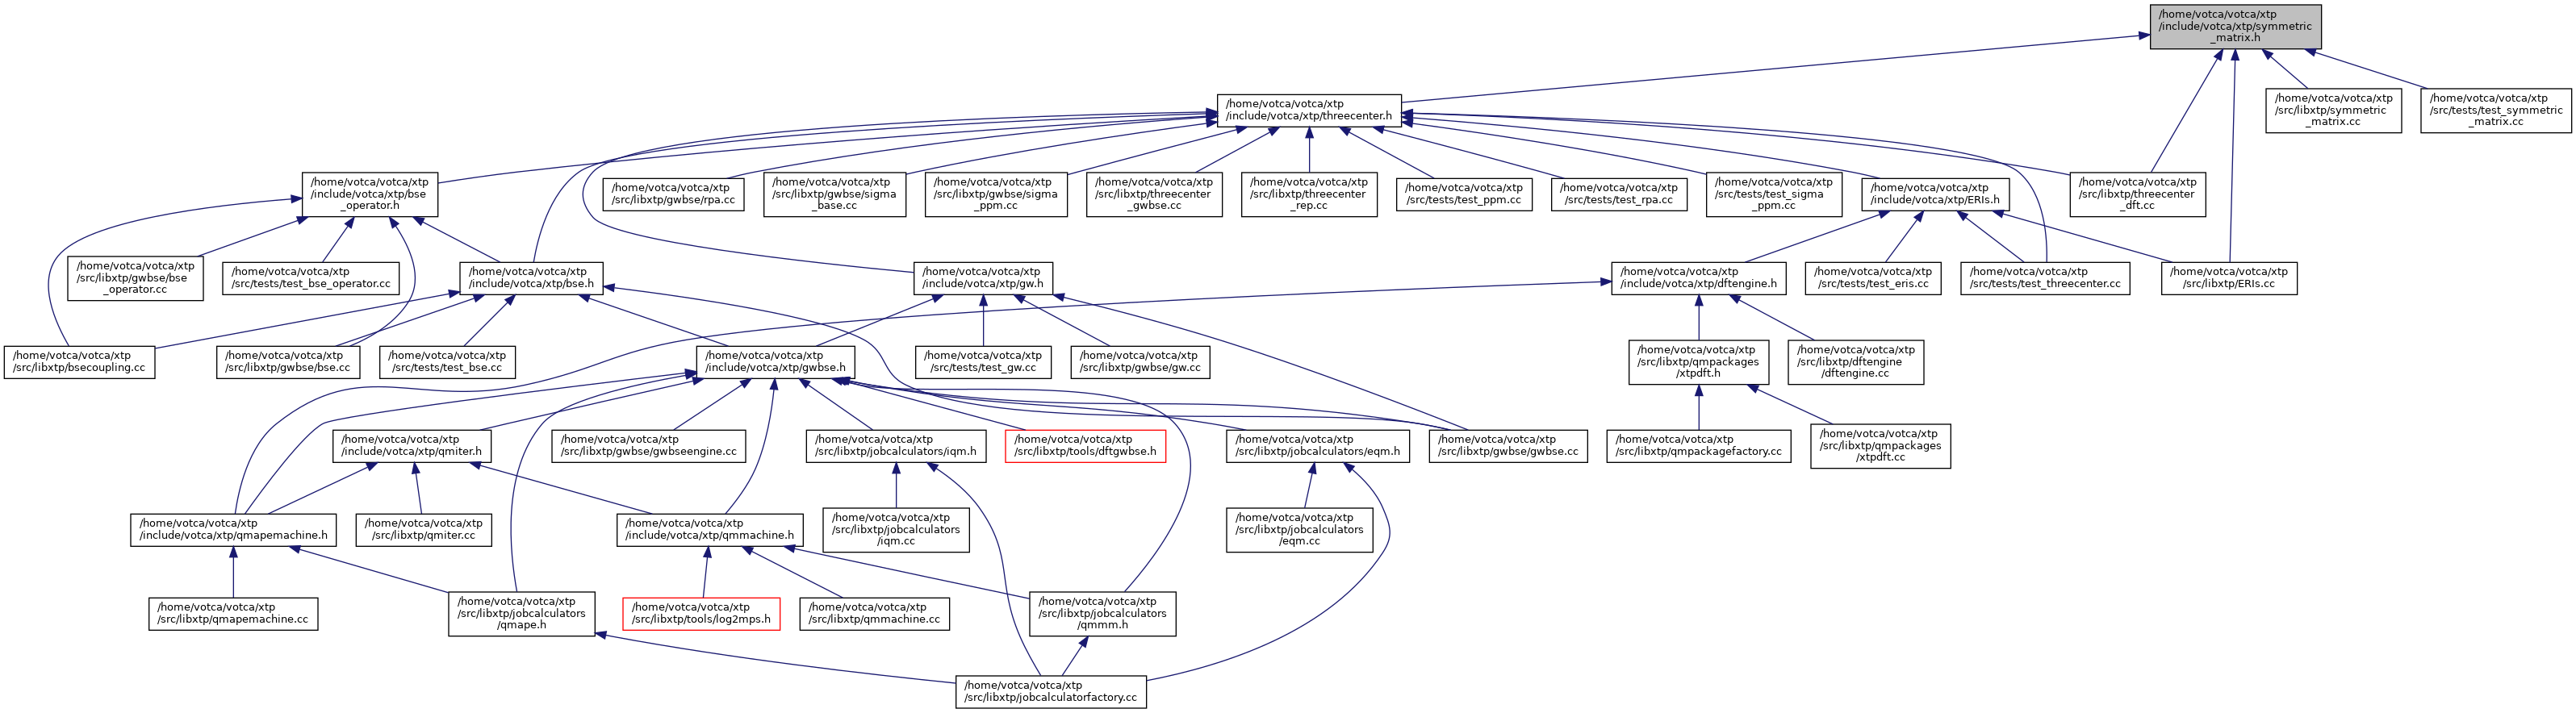 /home/votca/votca/xtp
/include/votca/xtp/symmetric
_matrix.h
/home/votca/votca/xtp
/include/votca/xtp/threecenter.h
/home/votca/votca/xtp
/src/libxtp/symmetric
_matrix.cc
/home/votca/votca/xtp
/src/tests/test_symmetric
_matrix.cc
/home/votca/votca/xtp
/include/votca/xtp/bse
_operator.h
/home/votca/votca/xtp
/src/libxtp/gwbse/rpa.cc
/home/votca/votca/xtp
/src/libxtp/gwbse/sigma
_base.cc
/home/votca/votca/xtp
/src/libxtp/gwbse/sigma
_ppm.cc
/home/votca/votca/xtp
/src/libxtp/threecenter
_gwbse.cc
/home/votca/votca/xtp
/src/libxtp/threecenter
_rep.cc
/home/votca/votca/xtp
/src/tests/test_ppm.cc
/home/votca/votca/xtp
/src/tests/test_rpa.cc
/home/votca/votca/xtp
/src/tests/test_sigma
_ppm.cc
/home/votca/votca/xtp
/include/votca/xtp/ERIs.h
/home/votca/votca/xtp
/src/libxtp/threecenter
_dft.cc
/home/votca/votca/xtp
/src/libxtp/gwbse/bse
_operator.cc
/home/votca/votca/xtp
/src/tests/test_bse_operator.cc
/home/votca/votca/xtp
/include/votca/xtp/bse.h
/home/votca/votca/xtp
/include/votca/xtp/gw.h
/home/votca/votca/xtp
/include/votca/xtp/dftengine.h
/home/votca/votca/xtp
/src/tests/test_eris.cc
/home/votca/votca/xtp
/src/tests/test_threecenter.cc
/home/votca/votca/xtp
/src/libxtp/ERIs.cc
/home/votca/votca/xtp
/src/libxtp/bsecoupling.cc
/home/votca/votca/xtp
/src/libxtp/gwbse/bse.cc
/home/votca/votca/xtp
/src/tests/test_bse.cc
/home/votca/votca/xtp
/include/votca/xtp/gwbse.h
/home/votca/votca/xtp
/src/tests/test_gw.cc
/home/votca/votca/xtp
/src/libxtp/gwbse/gw.cc
/home/votca/votca/xtp
/src/libxtp/qmpackages
/xtpdft.h
/home/votca/votca/xtp
/src/libxtp/dftengine
/dftengine.cc
/home/votca/votca/xtp
/include/votca/xtp/qmiter.h
/home/votca/votca/xtp
/src/libxtp/gwbse/gwbseengine.cc
/home/votca/votca/xtp
/src/libxtp/jobcalculators/iqm.h
/home/votca/votca/xtp
/src/libxtp/tools/dftgwbse.h
/home/votca/votca/xtp
/src/libxtp/jobcalculators/eqm.h
/home/votca/votca/xtp
/src/libxtp/gwbse/gwbse.cc
/home/votca/votca/xtp
/src/libxtp/qmpackagefactory.cc
/home/votca/votca/xtp
/src/libxtp/qmpackages
/xtpdft.cc
/home/votca/votca/xtp
/include/votca/xtp/qmapemachine.h
/home/votca/votca/xtp
/src/libxtp/qmiter.cc
/home/votca/votca/xtp
/include/votca/xtp/qmmachine.h
/home/votca/votca/xtp
/src/libxtp/jobcalculators
/iqm.cc
/home/votca/votca/xtp
/src/libxtp/jobcalculators
/eqm.cc
/home/votca/votca/xtp
/src/libxtp/qmapemachine.cc
/home/votca/votca/xtp
/src/libxtp/jobcalculators
/qmape.h
/home/votca/votca/xtp
/src/libxtp/tools/log2mps.h
/home/votca/votca/xtp
/src/libxtp/qmmachine.cc
/home/votca/votca/xtp
/src/libxtp/jobcalculators
/qmmm.h
/home/votca/votca/xtp
/src/libxtp/jobcalculatorfactory.cc